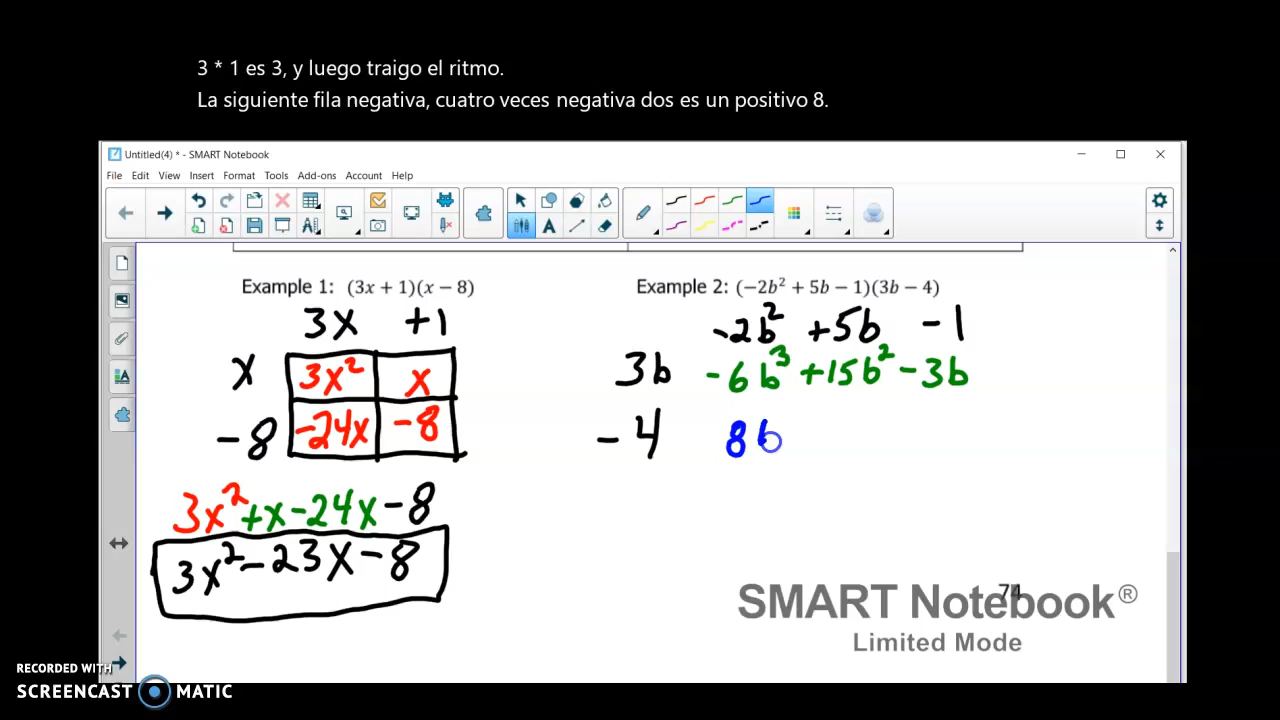 3 * 1 es 3, y luego traigo el ritmo.
La siguiente fila negativa, cuatro veces negativa dos es un positivo 8.
Untitled(4) * - SMART Notebook
File Edit View Insert Format Tools Add-ons Account Help
Example 1: (3x + 1)(x − 8)
3x +1
x 3x² x
-8 -24x -8
3x² +x -24x -8
3x² - 23x - 8
Example 2: (−2b² + 5b − 1)(3b − 4)
-2b² +5b -1
3b -6b³ +15b² -3b
-4 8b
74
SMART Notebook®
Limited Mode
RECORDED WITH
SCREENCAST MATIC